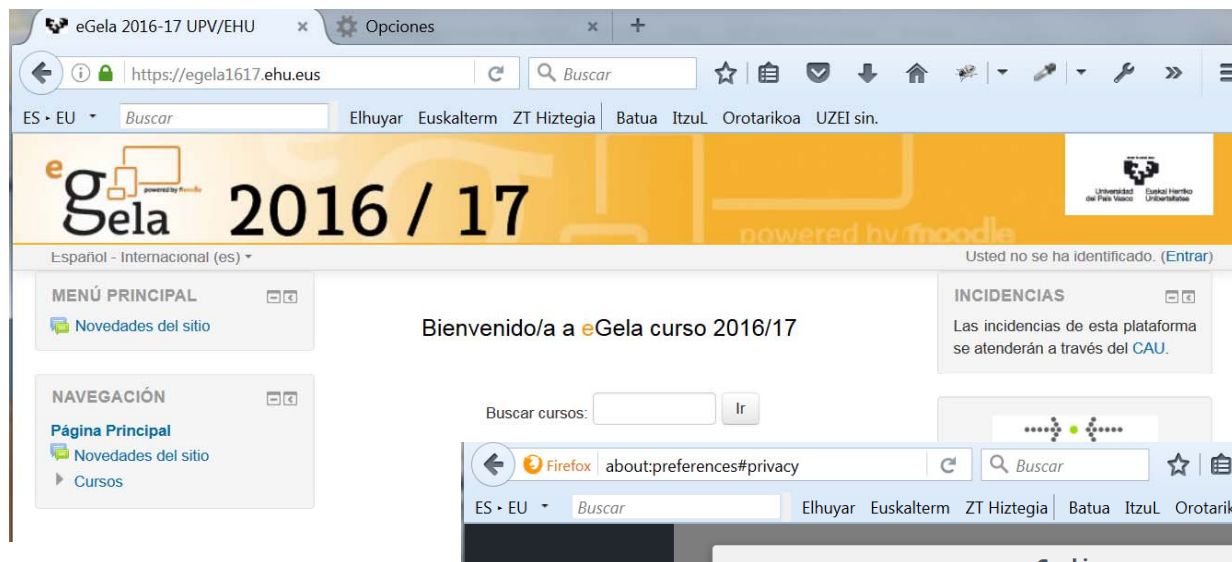 eGela 2016-17 UPV/EHU × Opciones × +
https://egela1617.ehu.eus Buscar »
ES ▸ EU Buscar Elhuyar Euskalterm ZT Hiztegia Batua ItzuL Orotarikoa UZEI sin.
eGela powered by moodle 2016 / 17 powered by moodle
Universidad del País Vasco Euskal Herriko Unibertsitatea
Español - Internacional (es) Usted no se ha identificado. (Entrar)
MENÚ PRINCIPAL
Novedades del sitio
Bienvenido/a a eGela curso 2016/17
INCIDENCIAS
Las incidencias de esta plataforma
se atenderán a través del CAU.
NAVEGACIÓN
Página Principal
Novedades del sitio
Cursos
Buscar cursos: Ir
Firefox about:preferences#privacy Buscar
ES ▸ EU Buscar Elhuyar Euskalterm ZT Hiztegia Batua ItzuL Orotarik